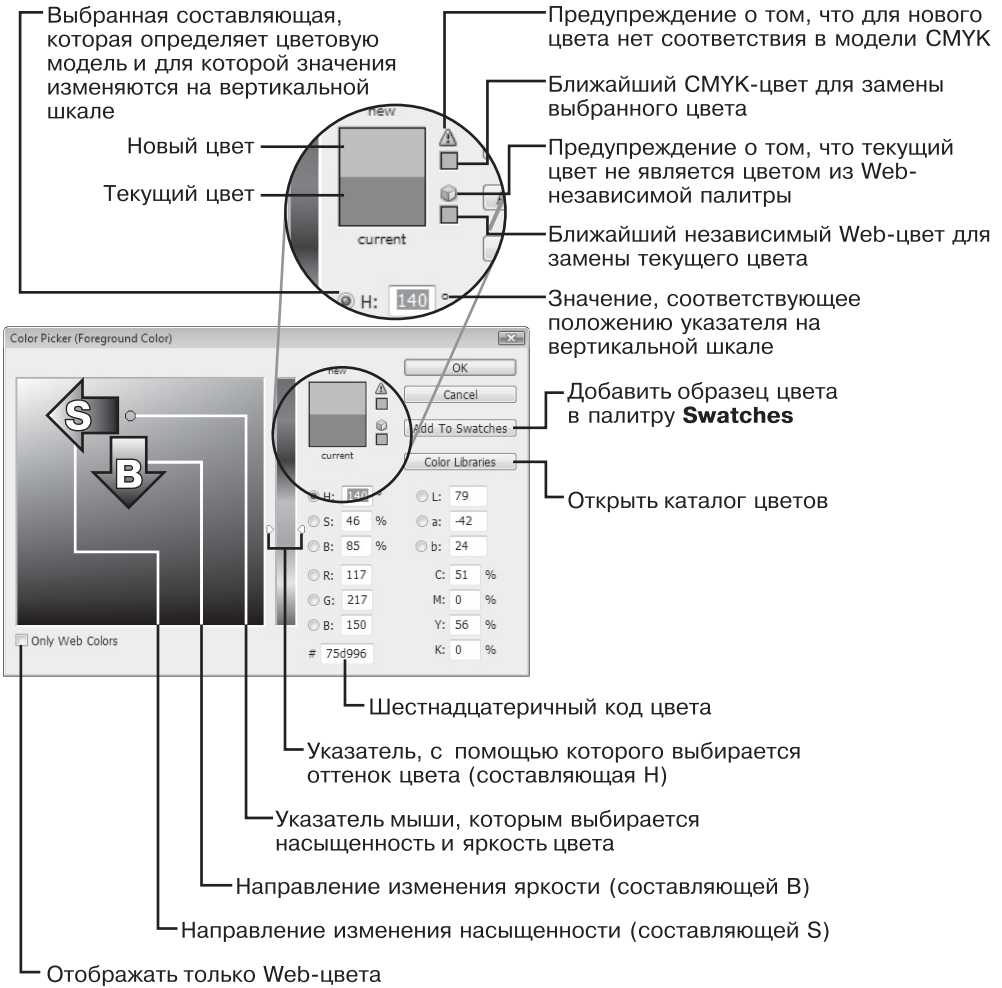 Выбранная составляющая,
которая определяет цветовую
модель и для которой значения
изменяются на вертикальной
шкале
Новый цвет
Текущий цвет
Предупреждение о том, что для нового
цвета нет соответствия в модели CMYK
Ближайший CMYK-цвет для замены
выбранного цвета
Предупреждение о том, что текущий
цвет не является цветом из Web-
независимой палитры
Ближайший независимый Web-цвет для
замены текущего цвета
Значение, соответствующее
положению указателя на
вертикальной шкале
new
current
H: 140 °
Color Picker (Foreground Color)
new
current
OK
Cancel
Add To Swatches
Color Libraries
Добавить образец цвета
в палитру Swatches
Открыть каталог цветов
S
B
H: 140 °
S: 46 %
B: 85 %
R: 117
G: 217
B: 150
# 75d996
L: 79
a: -42
b: 24
C: 51 %
M: 0 %
Y: 56 %
K: 0 %
Only Web Colors
Шестнадцатеричный код цвета
Указатель, с помощью которого выбирается
оттенок цвета (составляющая H)
Указатель мыши, которым выбирается
насыщенность и яркость цвета
Направление изменения яркости (составляющей B)
Направление изменения насыщенности (составляющей S)
Отображать только Web-цвета